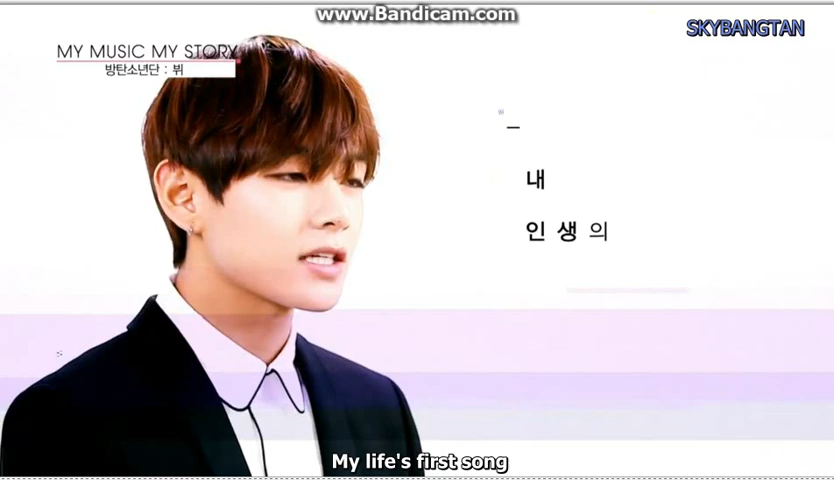 www.Bandicam.com
SKYBANGTAN
MY MUSIC MY STORY
방탄소년단 : 뷔
내
인생의
My life's first song